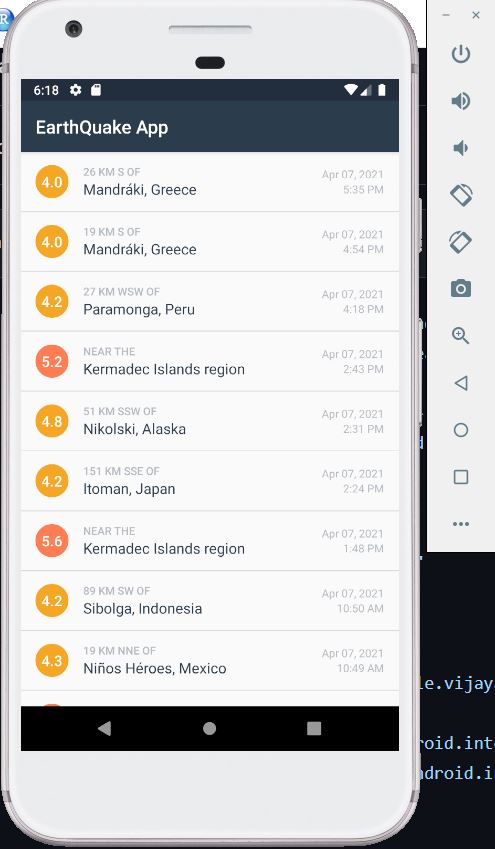 R
6:18
EarthQuake App
4.0
26 KM S OF
Mandráki, Greece
Apr 07, 2021
5:35 PM
4.0
19 KM S OF
Mandráki, Greece
Apr 07, 2021
4:54 PM
4.2
27 KM WSW OF
Paramonga, Peru
Apr 07, 2021
4:18 PM
5.2
NEAR THE
Kermadec Islands region
Apr 07, 2021
2:43 PM
4.8
51 KM SSW OF
Nikolski, Alaska
Apr 07, 2021
2:31 PM
4.2
151 KM SSE OF
Itoman, Japan
Apr 07, 2021
2:24 PM
5.6
NEAR THE
Kermadec Islands region
Apr 07, 2021
1:48 PM
4.2
89 KM SW OF
Sibolga, Indonesia
Apr 07, 2021
10:50 AM
4.3
19 KM NNE OF
Niños Héroes, Mexico
Apr 07, 2021
10:49 AM
le.vijay
roid.int
ndroid.i